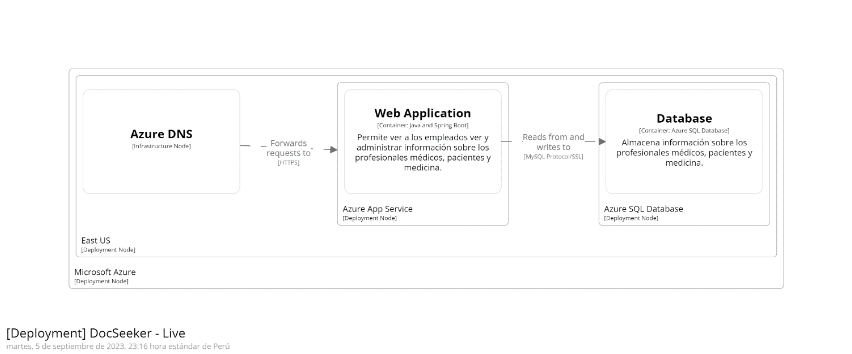 Azure DNS
[Infrastructure Node]
Forwards
requests to
[HTTPS]
Web Application
[Container: Java and Spring Boot]
Permite ver a los empleados ver y
administrar información sobre los
profesionales médicos, pacientes y
medicina.
Azure App Service
[Deployment Node]
Reads from and
writes to
[MySQL Protocol/SSL]
Database
[Container: Azure SQL Database]
Almacena información sobre los
profesionales médicos, pacientes y
medicina.
Azure SQL Database
[Deployment Node]
East US
[Deployment Node]
Microsoft Azure
[Deployment Node]
[Deployment] DocSeeker - Live
martes, 5 de septiembre de 2023, 23:16 hora estándar de Perú